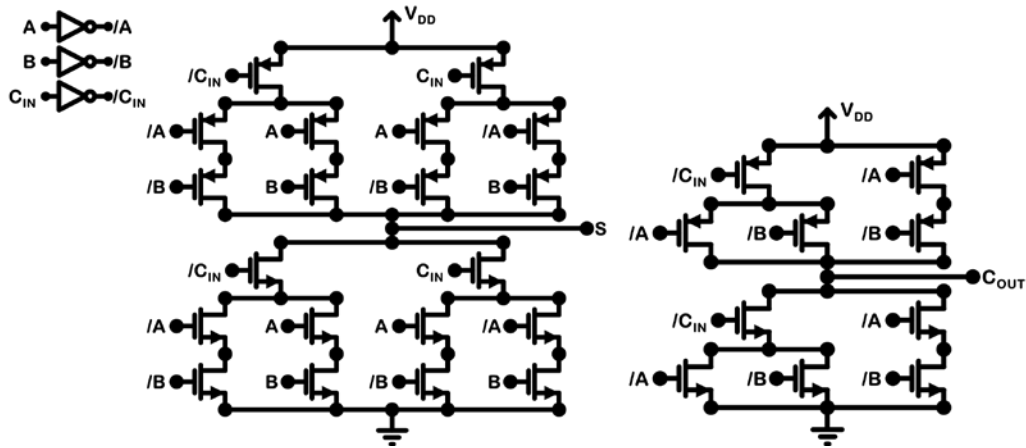 A /A
B /B
C_IN /C_IN
V_DD
/C_IN C_IN
/A A A /A
/B B /B B
S
/C_IN C_IN
/A A A /A
/B B /B B
V_DD
/C_IN /A
/A /B /B
C_OUT
/C_IN /A
/A /B /B